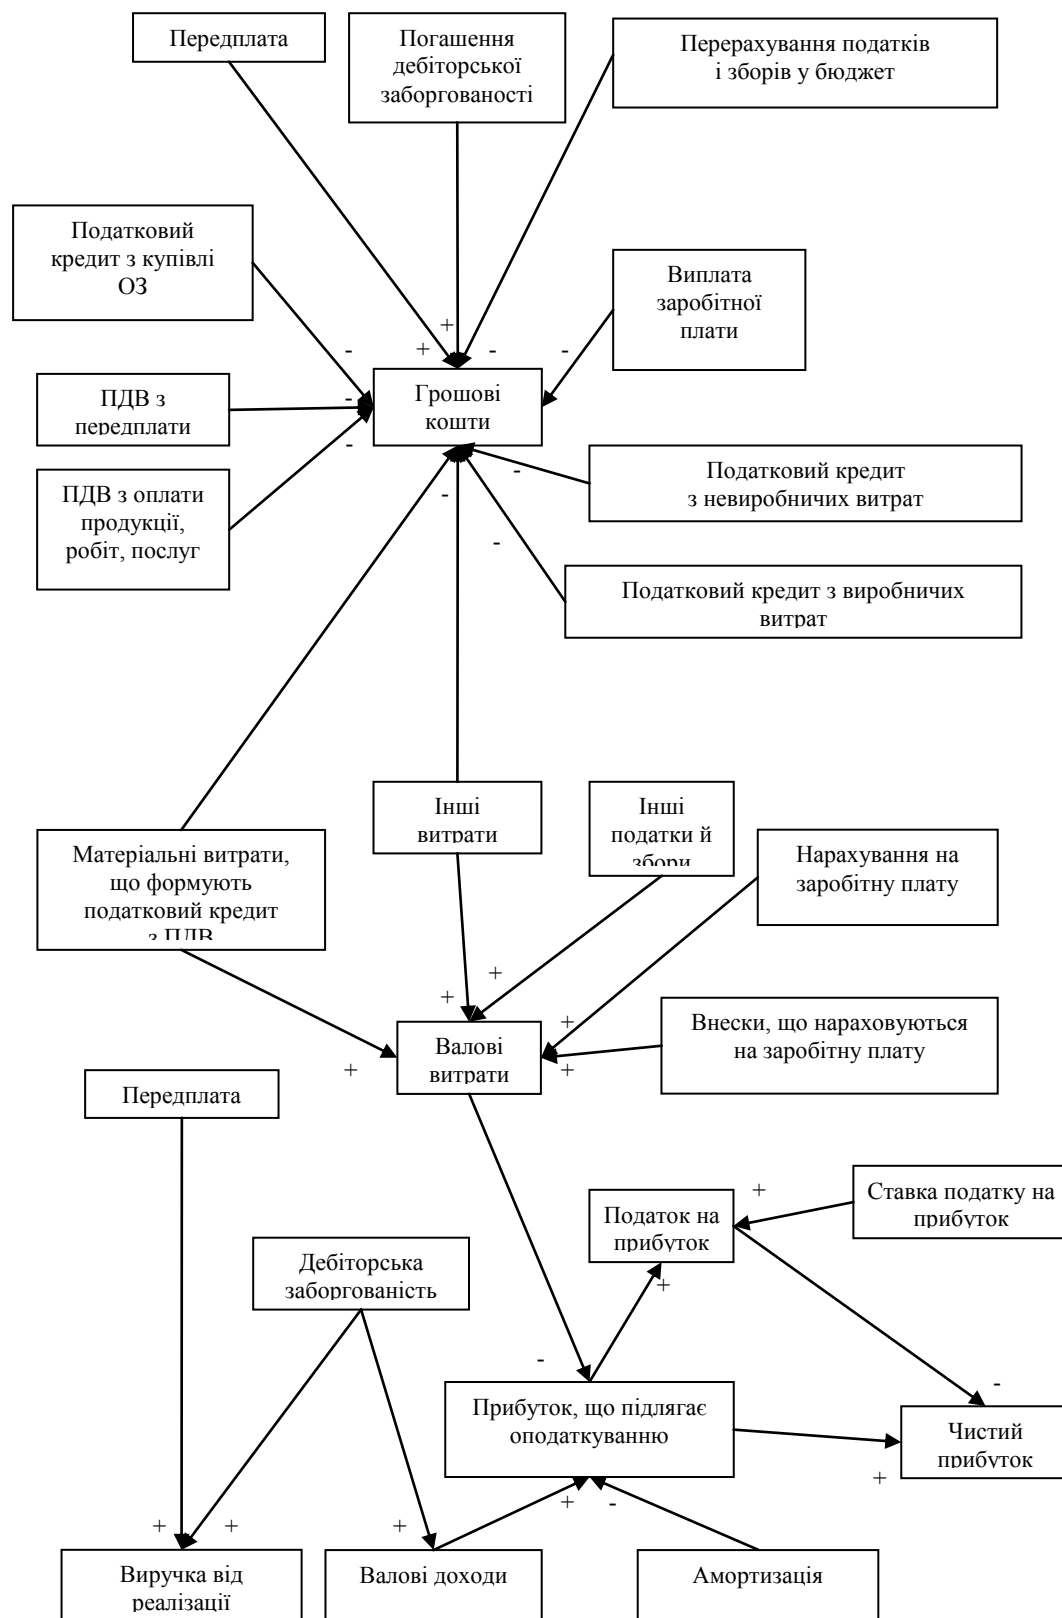 Передплата
Погашення
дебіторської
заборгованості
Перерахування податків
і зборів у бюджет
Податковий
кредит з купівлі
ОЗ
Виплата
заробітної
плати
-
+
+
-
-
ПДВ з
передплати
-
Грошові
кошти
-
ПДВ з оплати
продукції,
робіт, послуг
-
-
Податковий кредит
з невиробничих витрат
-
Податковий кредит з виробничих
витрат
Інші
витрати
Інші
податки й
збори
Матеріальні витрати,
що формують
податковий кредит
з ПДВ
Нарахування на
заробітну плату
+
+
+
Валові
витрати
Внески, що нараховуються
на заробітну плату
+
+
Передплата
Податок на
прибуток
+
Ставка податку на
прибуток
Дебіторська
заборгованість
+
-
-
Прибуток, що підлягає
оподаткуванню
Чистий
прибуток
+
+
-
+
+
+
Виручка від
реалізації
Валові доходи
Амортизація